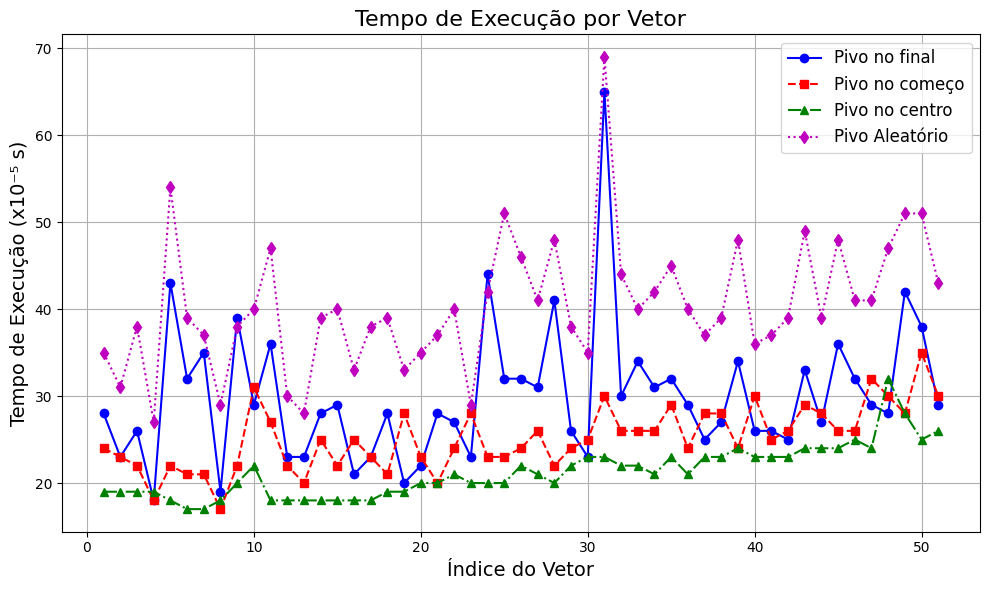 Tempo de Execução por Vetor
Pivo no final
Pivo no começo
Pivo no centro
Pivo Aleatório
Tempo de Execução (x10⁻⁵ s)
70
60
50
40
30
20
0
10
20
30
40
50
Índice do Vetor